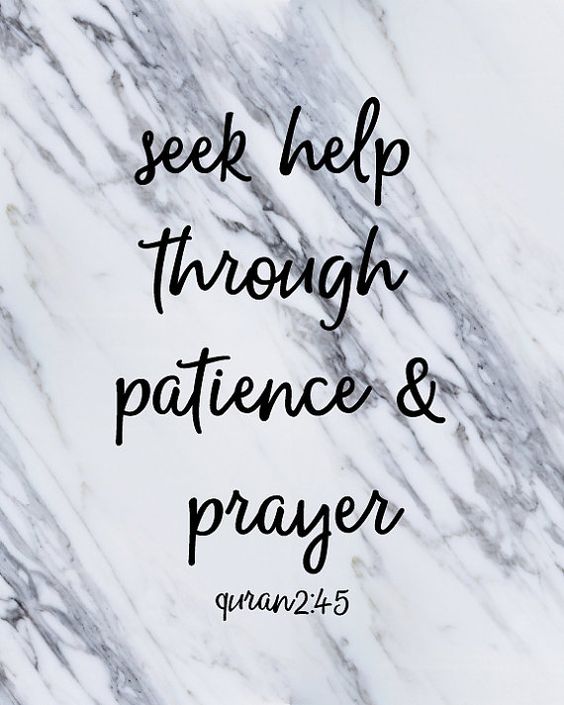 seek help
through
patience &
prayer
quran2:45